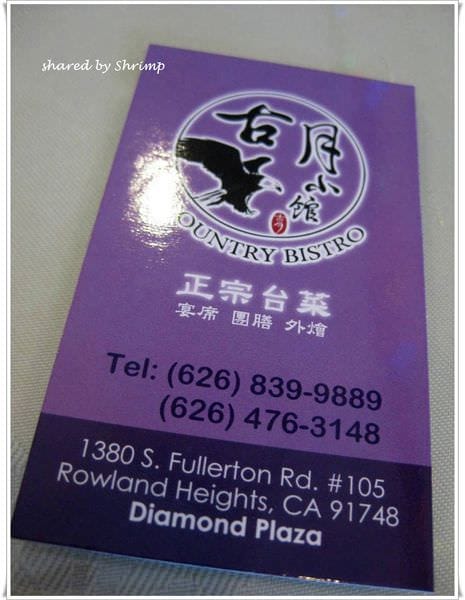 shared by Shrimp
古月
小館
COUNTRY BISTRO
正宗台菜
宴席 團膳 外燴
Tel: (626) 839-9889
(626) 476-3148
1380 S. Fullerton Rd. #105
Rowland Heights, CA 91748
Diamond Plaza